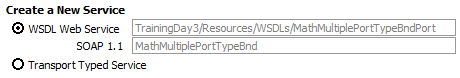 Create a New Service
WSDL Web Service TrainingDay3/Resources/WSDLs/MathMultiplePortTypeBndPort
SOAP 1.1 MathMultiplePortTypeBnd
Transport Typed Service